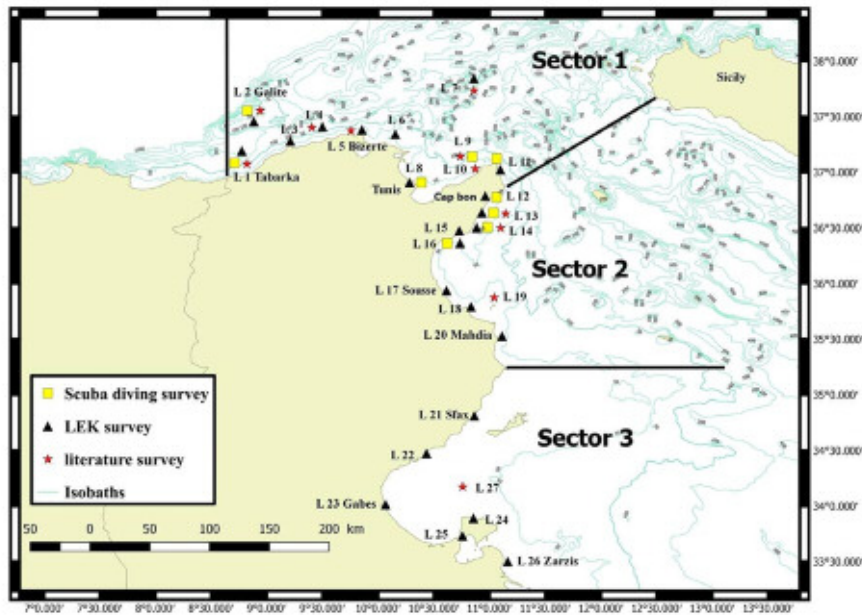 Sector 1
Sicily
L 2 Galite
L 7
L 4
L 3
L 6
L 5 Bizerte
L 9
L 11
L 10
L 1 Tabarka
L 8
Tunis
Cap bon
L 12
L 13
L 15
L 14
L 16
Sector 2
L 17 Sousse
L 19
L 18
L 20 Mahdia
Scuba diving survey
LEK survey
literature survey
Isobaths
L 21 Sfax
Sector 3
L 22
L 27
L 23 Gabes
L 24
L 25
L 26 Zarzis
50 0 50 100 150 200 km
38°0.000'
37°30.000'
37°0.000'
36°30.000'
36°0.000'
35°30.000'
35°0.000'
34°30.000'
34°0.000'
33°30.000'
7°0.000' 7°30.000' 8°0.000' 8°30.000' 9°0.000' 9°30.000' 10°0.000' 10°30.000' 11°0.000' 11°30.000' 12°0.000' 12°30.000' 13°0.000' 13°30.000'